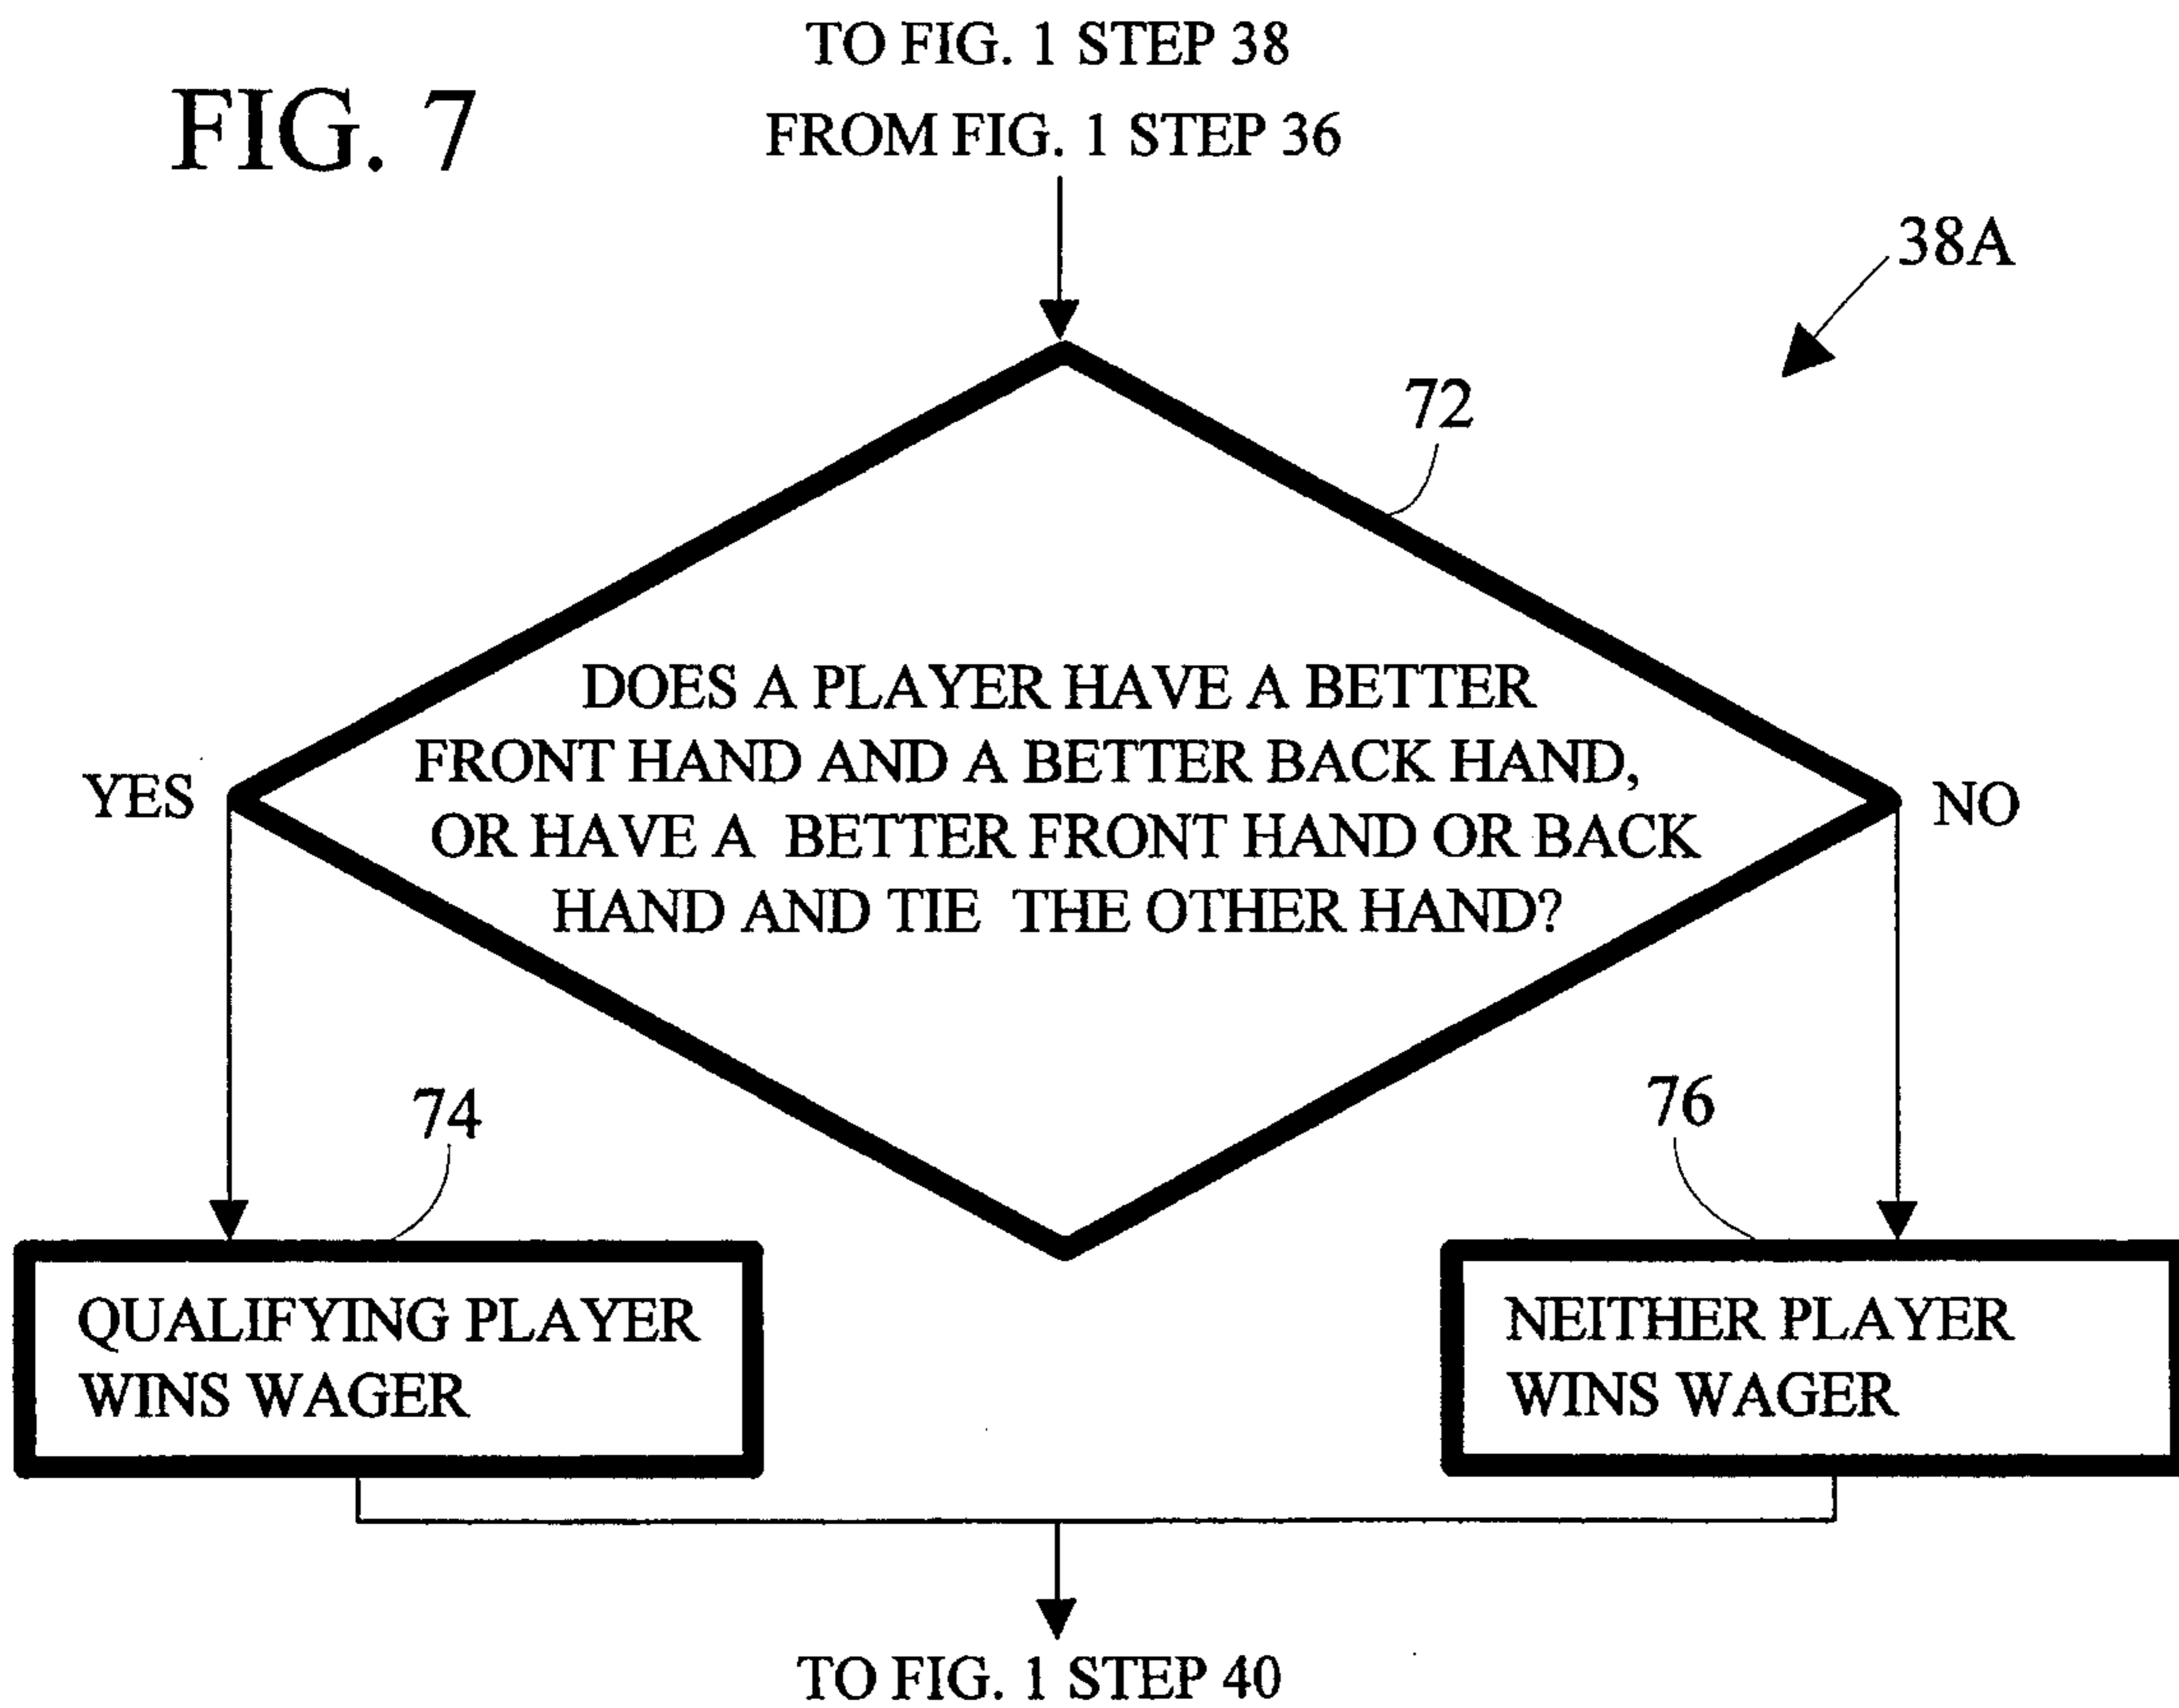 TO FIG. 1 STEP 38
FIG. 7
FROM FIG. 1 STEP 36
38A
72
DOES A PLAYER HAVE A BETTER
FRONT HAND AND A BETTER BACK HAND,
OR HAVE A BETTER FRONT HAND OR BACK
HAND AND TIE THE OTHER HAND?
YES
NO
74
76
QUALIFYING PLAYER
WINS WAGER
NEITHER PLAYER
WINS WAGER
TO FIG. 1 STEP 40